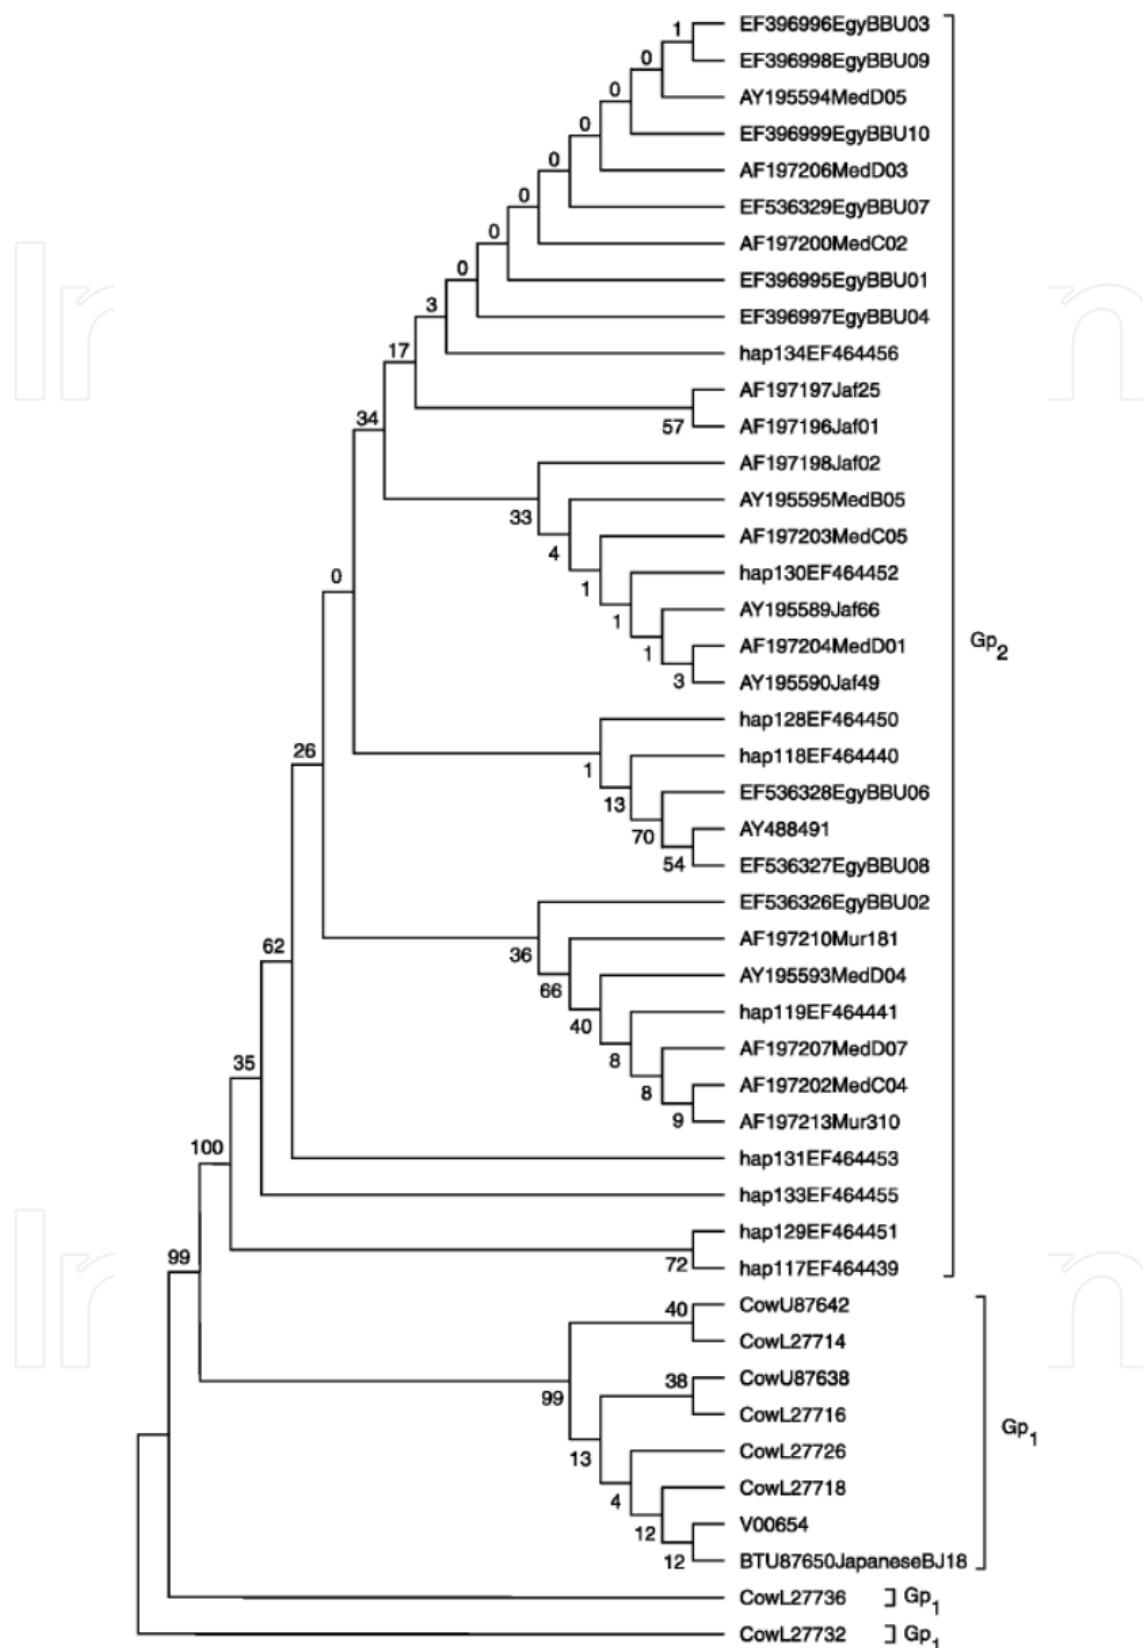 1
EF396996EgyBBU03
0
EF396998EgyBBU09
0
AY195594MedD05
0
EF396999EgyBBU10
0
AF197206MedD03
0
EF536329EgyBBU07
0
AF197200MedC02
0
EF396995EgyBBU01
3
EF396997EgyBBU04
17
hap134EF464456
34
AF197197Jaf25
57
AF197196Jaf01
AF197198Jaf02
33
AY195595MedB05
4
AF197203MedC05
1
hap130EF464452
1
AY195589Jaf66
1
AF197204MedD01
3
AY195590Jaf49
Gp2
0
hap128EF464450
1
hap118EF464440
13
EF536328EgyBBU06
70
AY488491
54
EF536327EgyBBU08
26
EF536326EgyBBU02
36
AF197210Mur181
66
AY195593MedD04
40
hap119EF464441
8
AF197207MedD07
8
AF197202MedC04
9
AF197213Mur310
62
hap131EF464453
35
hap133EF464455
100
hap129EF464451
72
hap117EF464439
99
40
CowU87642
CowL27714
99
38
CowU87638
CowL27716
13
CowL27726
4
CowL27718
12
V00654
12
BTU87650JapaneseBJ18
Gp1
CowL27736
Gp1
CowL27732
Gp1